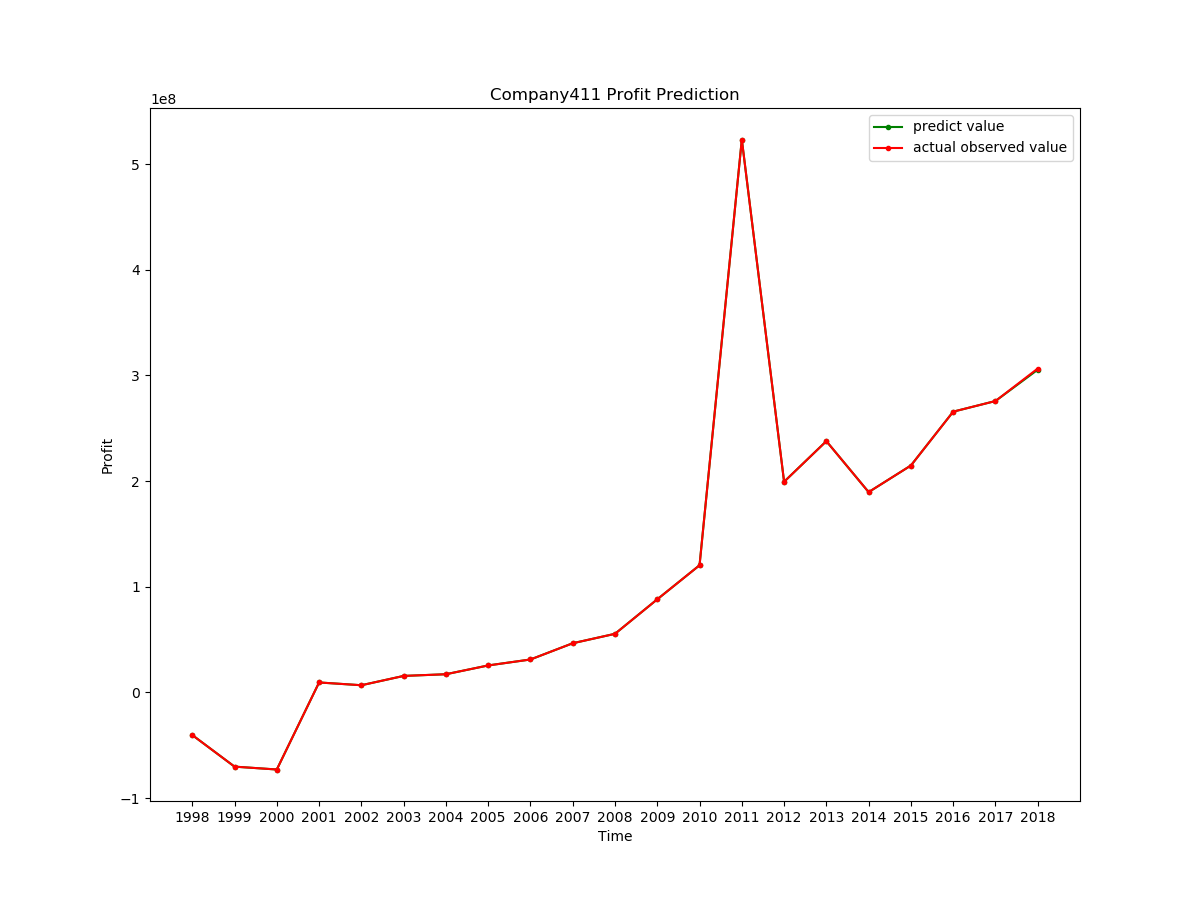 Company411 Profit Prediction
1e8
predict value
actual observed value
5
4
3
2
1
0
−1
Profit
1998 1999 2000 2001 2002 2003 2004 2005 2006 2007 2008 2009 2010 2011 2012 2013 2014 2015 2016 2017 2018
Time